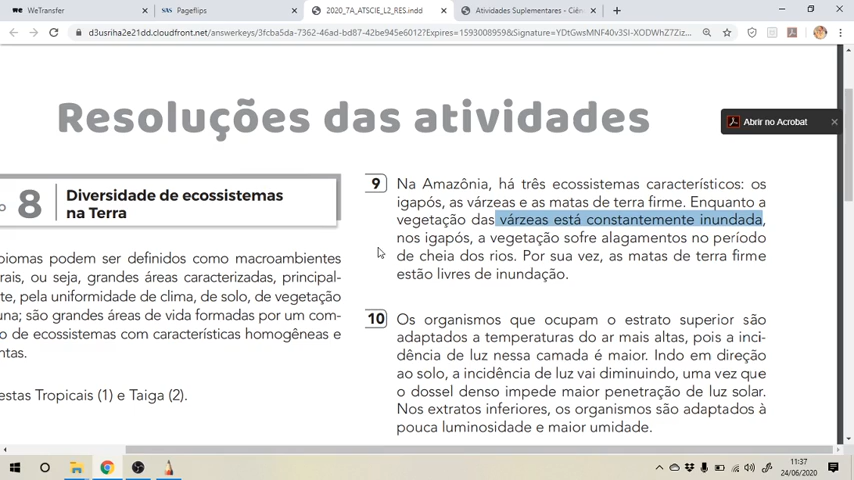 WeTransfer
Pageflips
2020_7A_ATSCIE_L2_RES.indd
Atividades Suplementares - Ciên
d3usriha2e21dd.cloudfront.net/answerkeys/3fcba5da-7362-46ad-bd87-42be945e6012?Expires=1593008959&Signature=YDtGsMNF40v3SI-XODWhZ7Ziz...
Abrir no Acrobat
Resoluções das atividades
o 8 Diversidade de ecossistemas
na Terra
biomas podem ser definidos como macroambientes
rais, ou seja, grandes áreas caracterizadas, principal-
te, pela uniformidade de clima, de solo, de vegetação
una; são grandes áreas de vida formadas por um com-
o de ecossistemas com características homogêneas e
ntas.
estas Tropicais (1) e Taiga (2).
9 Na Amazônia, há três ecossistemas característicos: os
igapós, as várzeas e as matas de terra firme. Enquanto a
vegetação das várzeas está constantemente inundada,
nos igapós, a vegetação sofre alagamentos no período
de cheia dos rios. Por sua vez, as matas de terra firme
estão livres de inundação.
10 Os organismos que ocupam o estrato superior são
adaptados a temperaturas do ar mais altas, pois a inci-
dência de luz nessa camada é maior. Indo em direção
ao solo, a incidência de luz vai diminuindo, uma vez que
o dossel denso impede maior penetração de luz solar.
Nos extratos inferiores, os organismos são adaptados à
pouca luminosidade e maior umidade.
11:37
24/06/2020